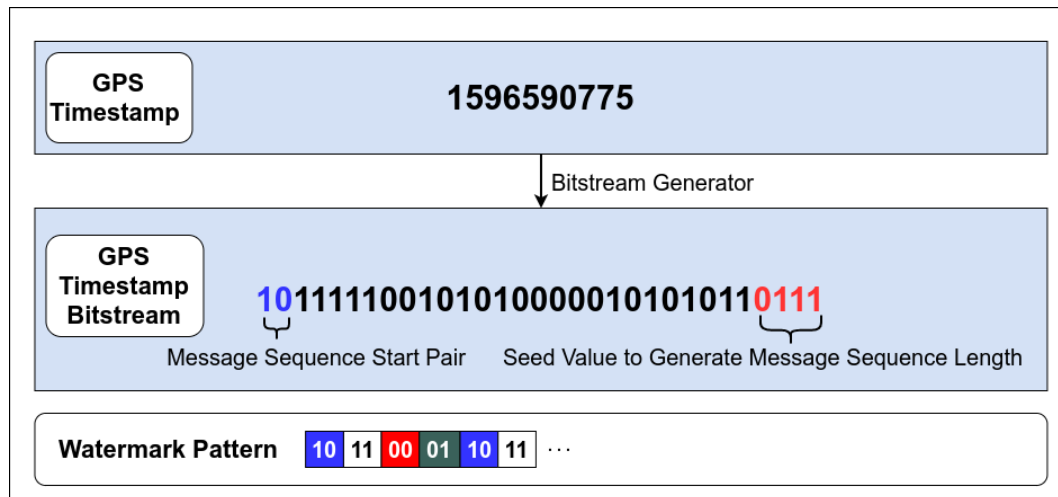 GPS
Timestamp
1596590775
Bitstream Generator
GPS
Timestamp
Bitstream
1011111001010100000101010110111
Message Sequence Start Pair
Seed Value to Generate Message Sequence Length
Watermark Pattern 10 11 00 01 10 11 ...